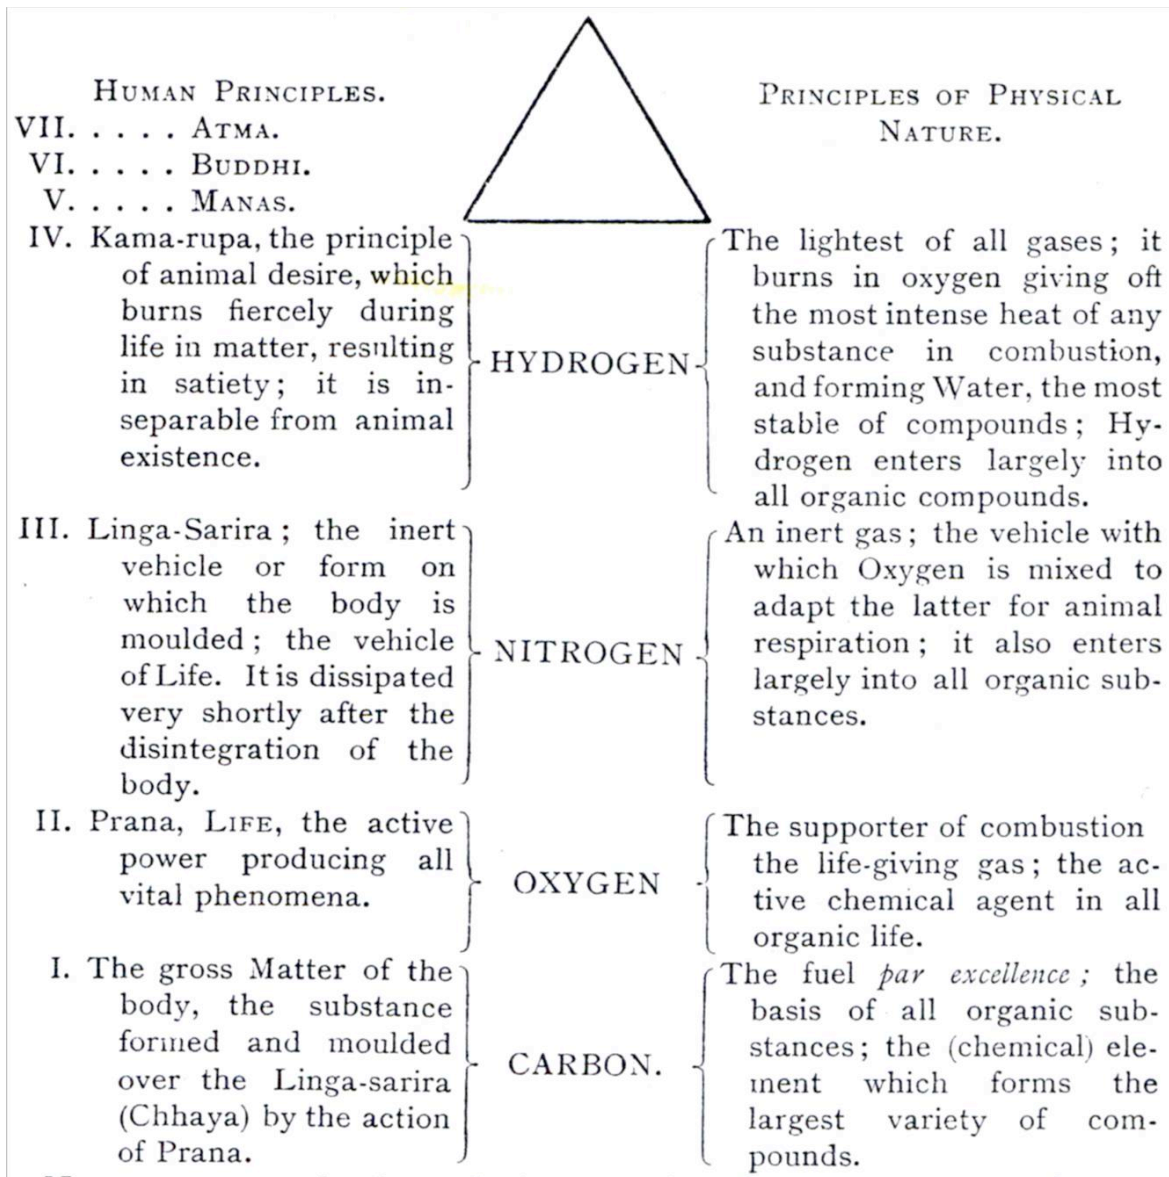 HUMAN PRINCIPLES.
VII. . . . . ATMA.
VI. . . . . BUDDHI.
V. . . . . MANAS.
PRINCIPLES OF PHYSICAL
NATURE.
IV. Kama-rupa, the principle
of animal desire, which
burns fiercely during
life in matter, resulting
in satiety; it is in-
separable from animal
existence.
HYDROGEN
The lightest of all gases; it
burns in oxygen giving oft
the most intense heat of any
substance in combustion,
and forming Water, the most
stable of compounds; Hy-
drogen enters largely into
all organic compounds.
III. Linga-Sarira; the inert
vehicle or form on
which the body is
moulded; the vehicle
of Life. It is dissipated
very shortly after the
disintegration of the
body.
NITROGEN
An inert gas; the vehicle with
which Oxygen is mixed to
adapt the latter for animal
respiration; it also enters
largely into all organic sub-
stances.
II. Prana, LIFE, the active
power producing all
vital phenomena.
OXYGEN
The supporter of combustion
the life-giving gas; the ac-
tive chemical agent in all
organic life.
I. The gross Matter of the
body, the substance
formed and moulded
over the Linga-sarira
(Chhaya) by the action
of Prana.
CARBON.
The fuel par excellence; the
basis of all organic sub-
stances; the (chemical) ele-
ment which forms the
largest variety of com-
pounds.